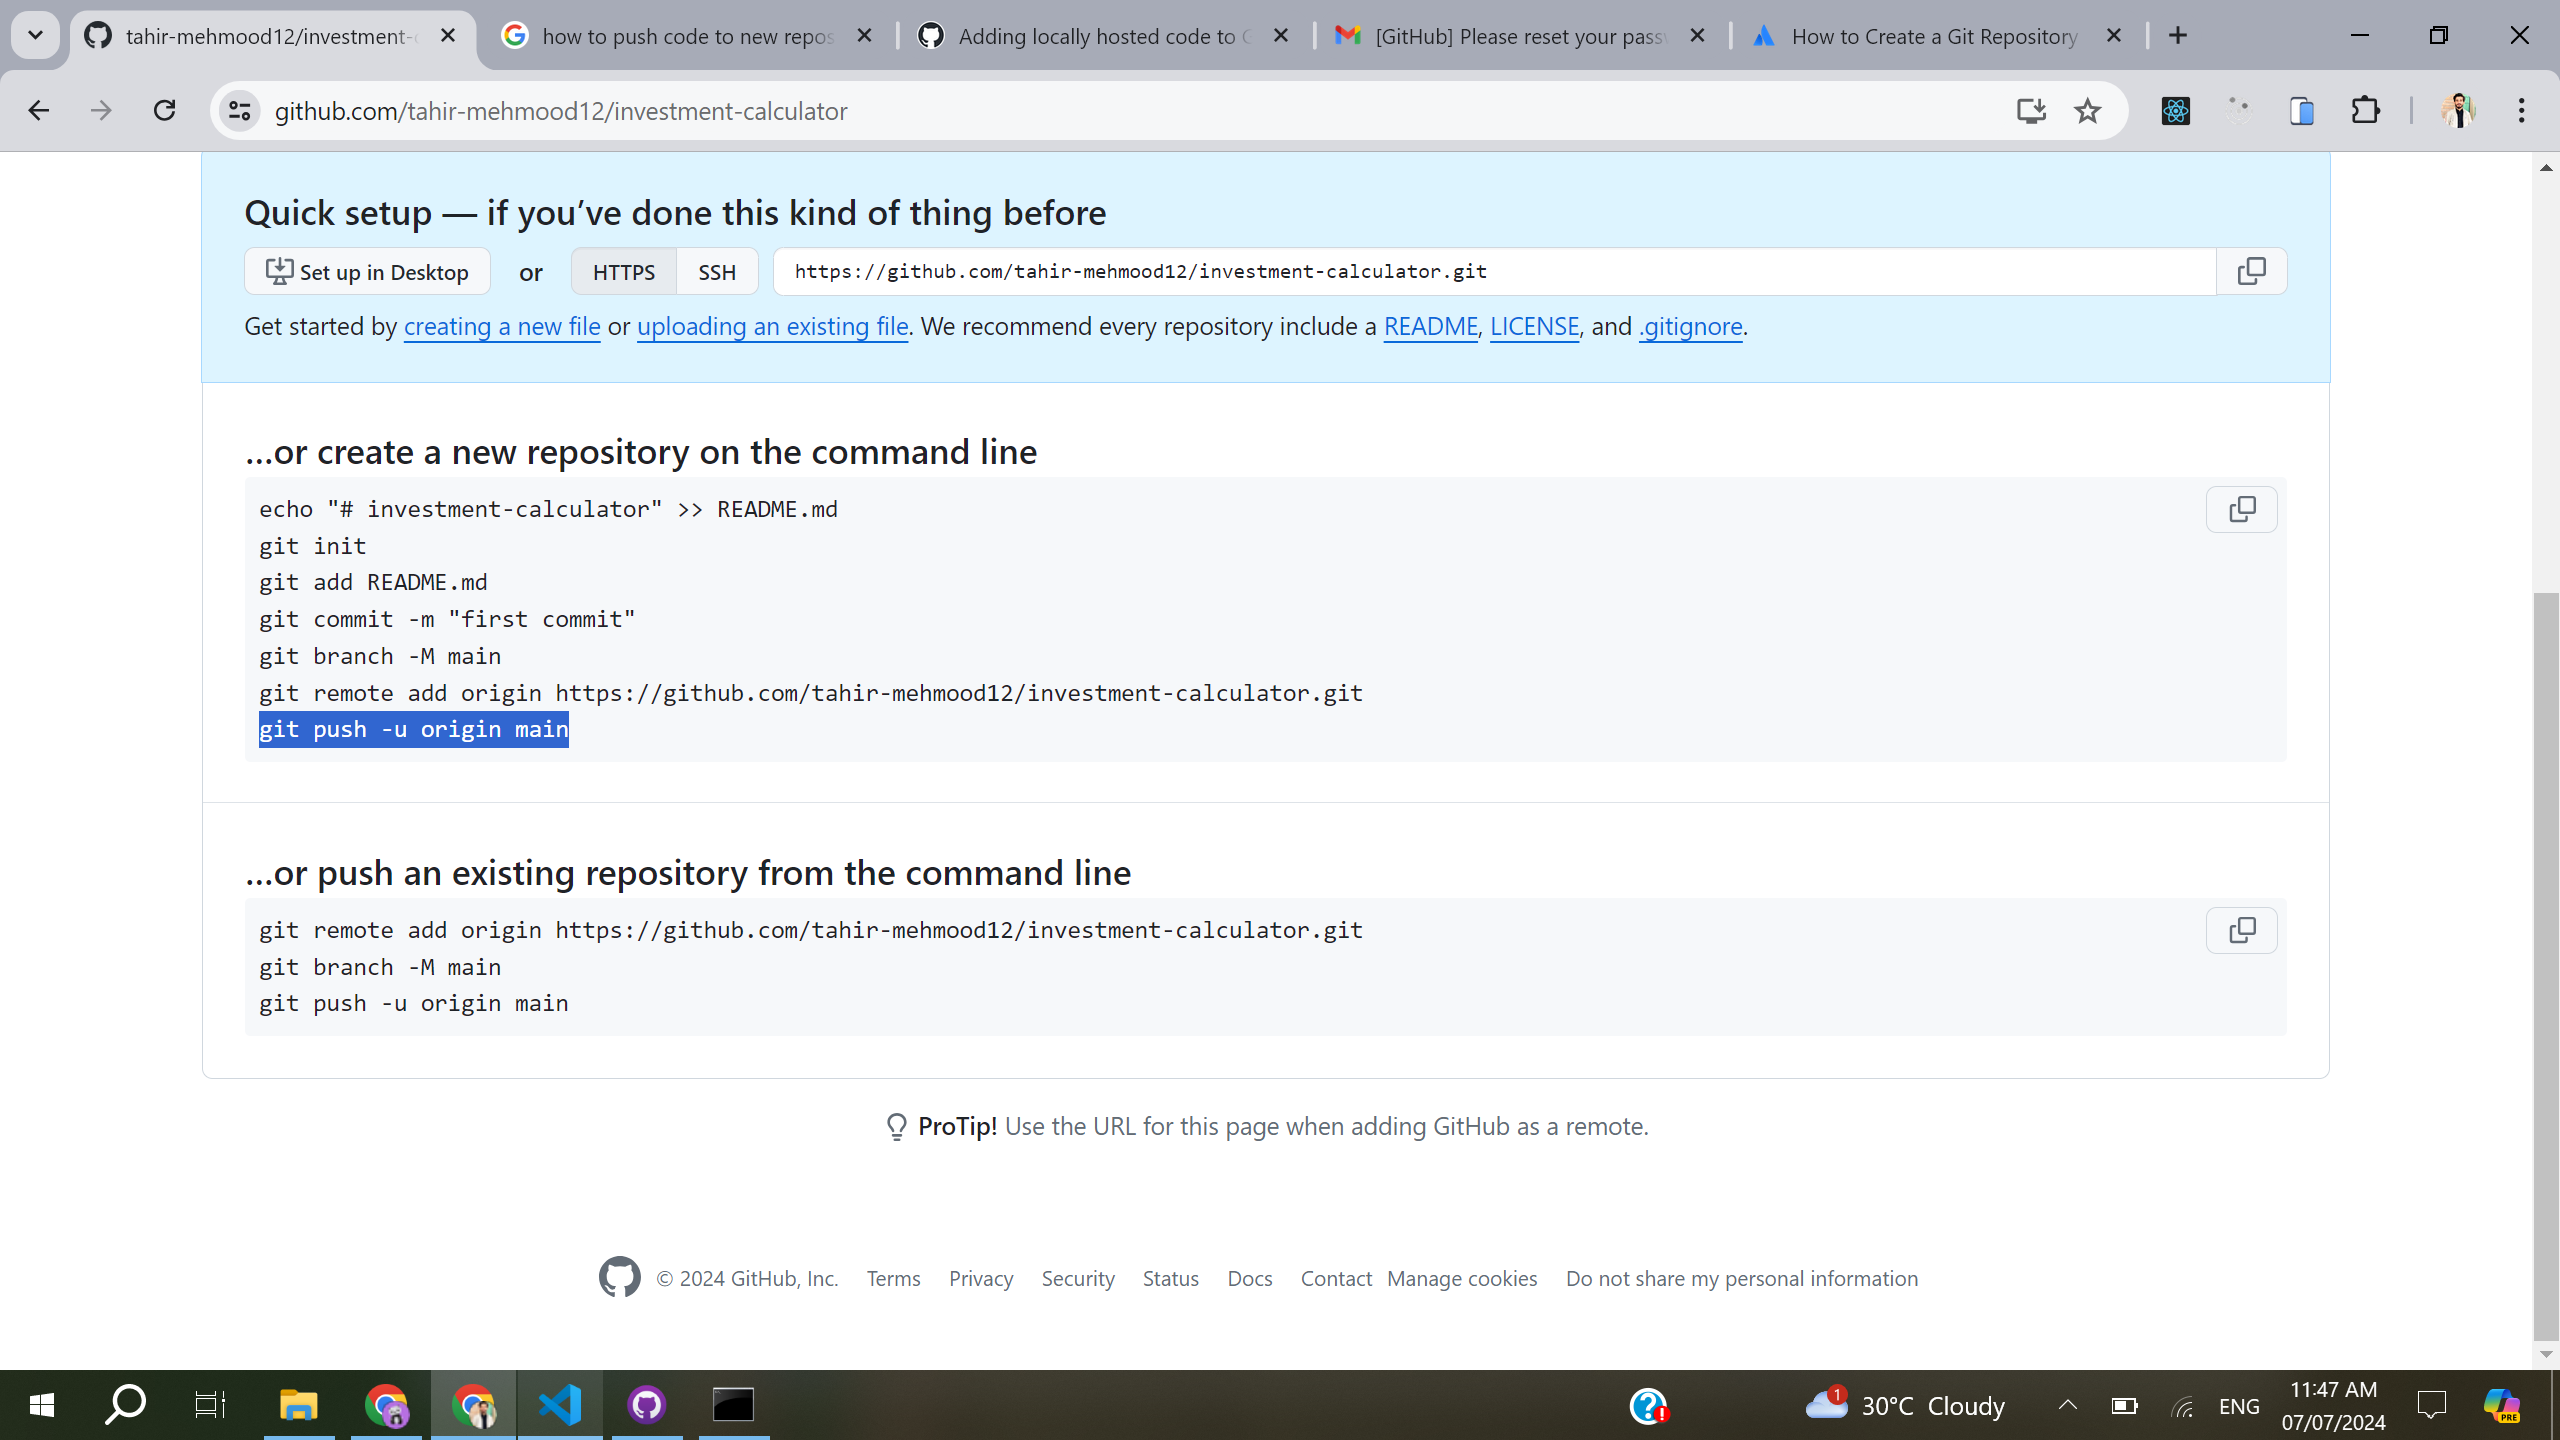 tahir-mehmood12/investment-
how to push code to new repos
Adding locally hosted code to
[GitHub] Please reset your pass
How to Create a Git Repository
github.com/tahir-mehmood12/investment-calculator
Quick setup — if you’ve done this kind of thing before
Set up in Desktop or HTTPS SSH https://github.com/tahir-mehmood12/investment-calculator.git
Get started by creating a new file or uploading an existing file. We recommend every repository include a README, LICENSE, and .gitignore.
…or create a new repository on the command line
echo "# investment-calculator" >> README.md
git init
git add README.md
git commit -m "first commit"
git branch -M main
git remote add origin https://github.com/tahir-mehmood12/investment-calculator.git
git push -u origin main
…or push an existing repository from the command line
git remote add origin https://github.com/tahir-mehmood12/investment-calculator.git
git branch -M main
git push -u origin main
ProTip! Use the URL for this page when adding GitHub as a remote.
© 2024 GitHub, Inc. Terms Privacy Security Status Docs Contact Manage cookies Do not share my personal information
1
30°C Cloudy
ENG
11:47 AM
07/07/2024
PRE